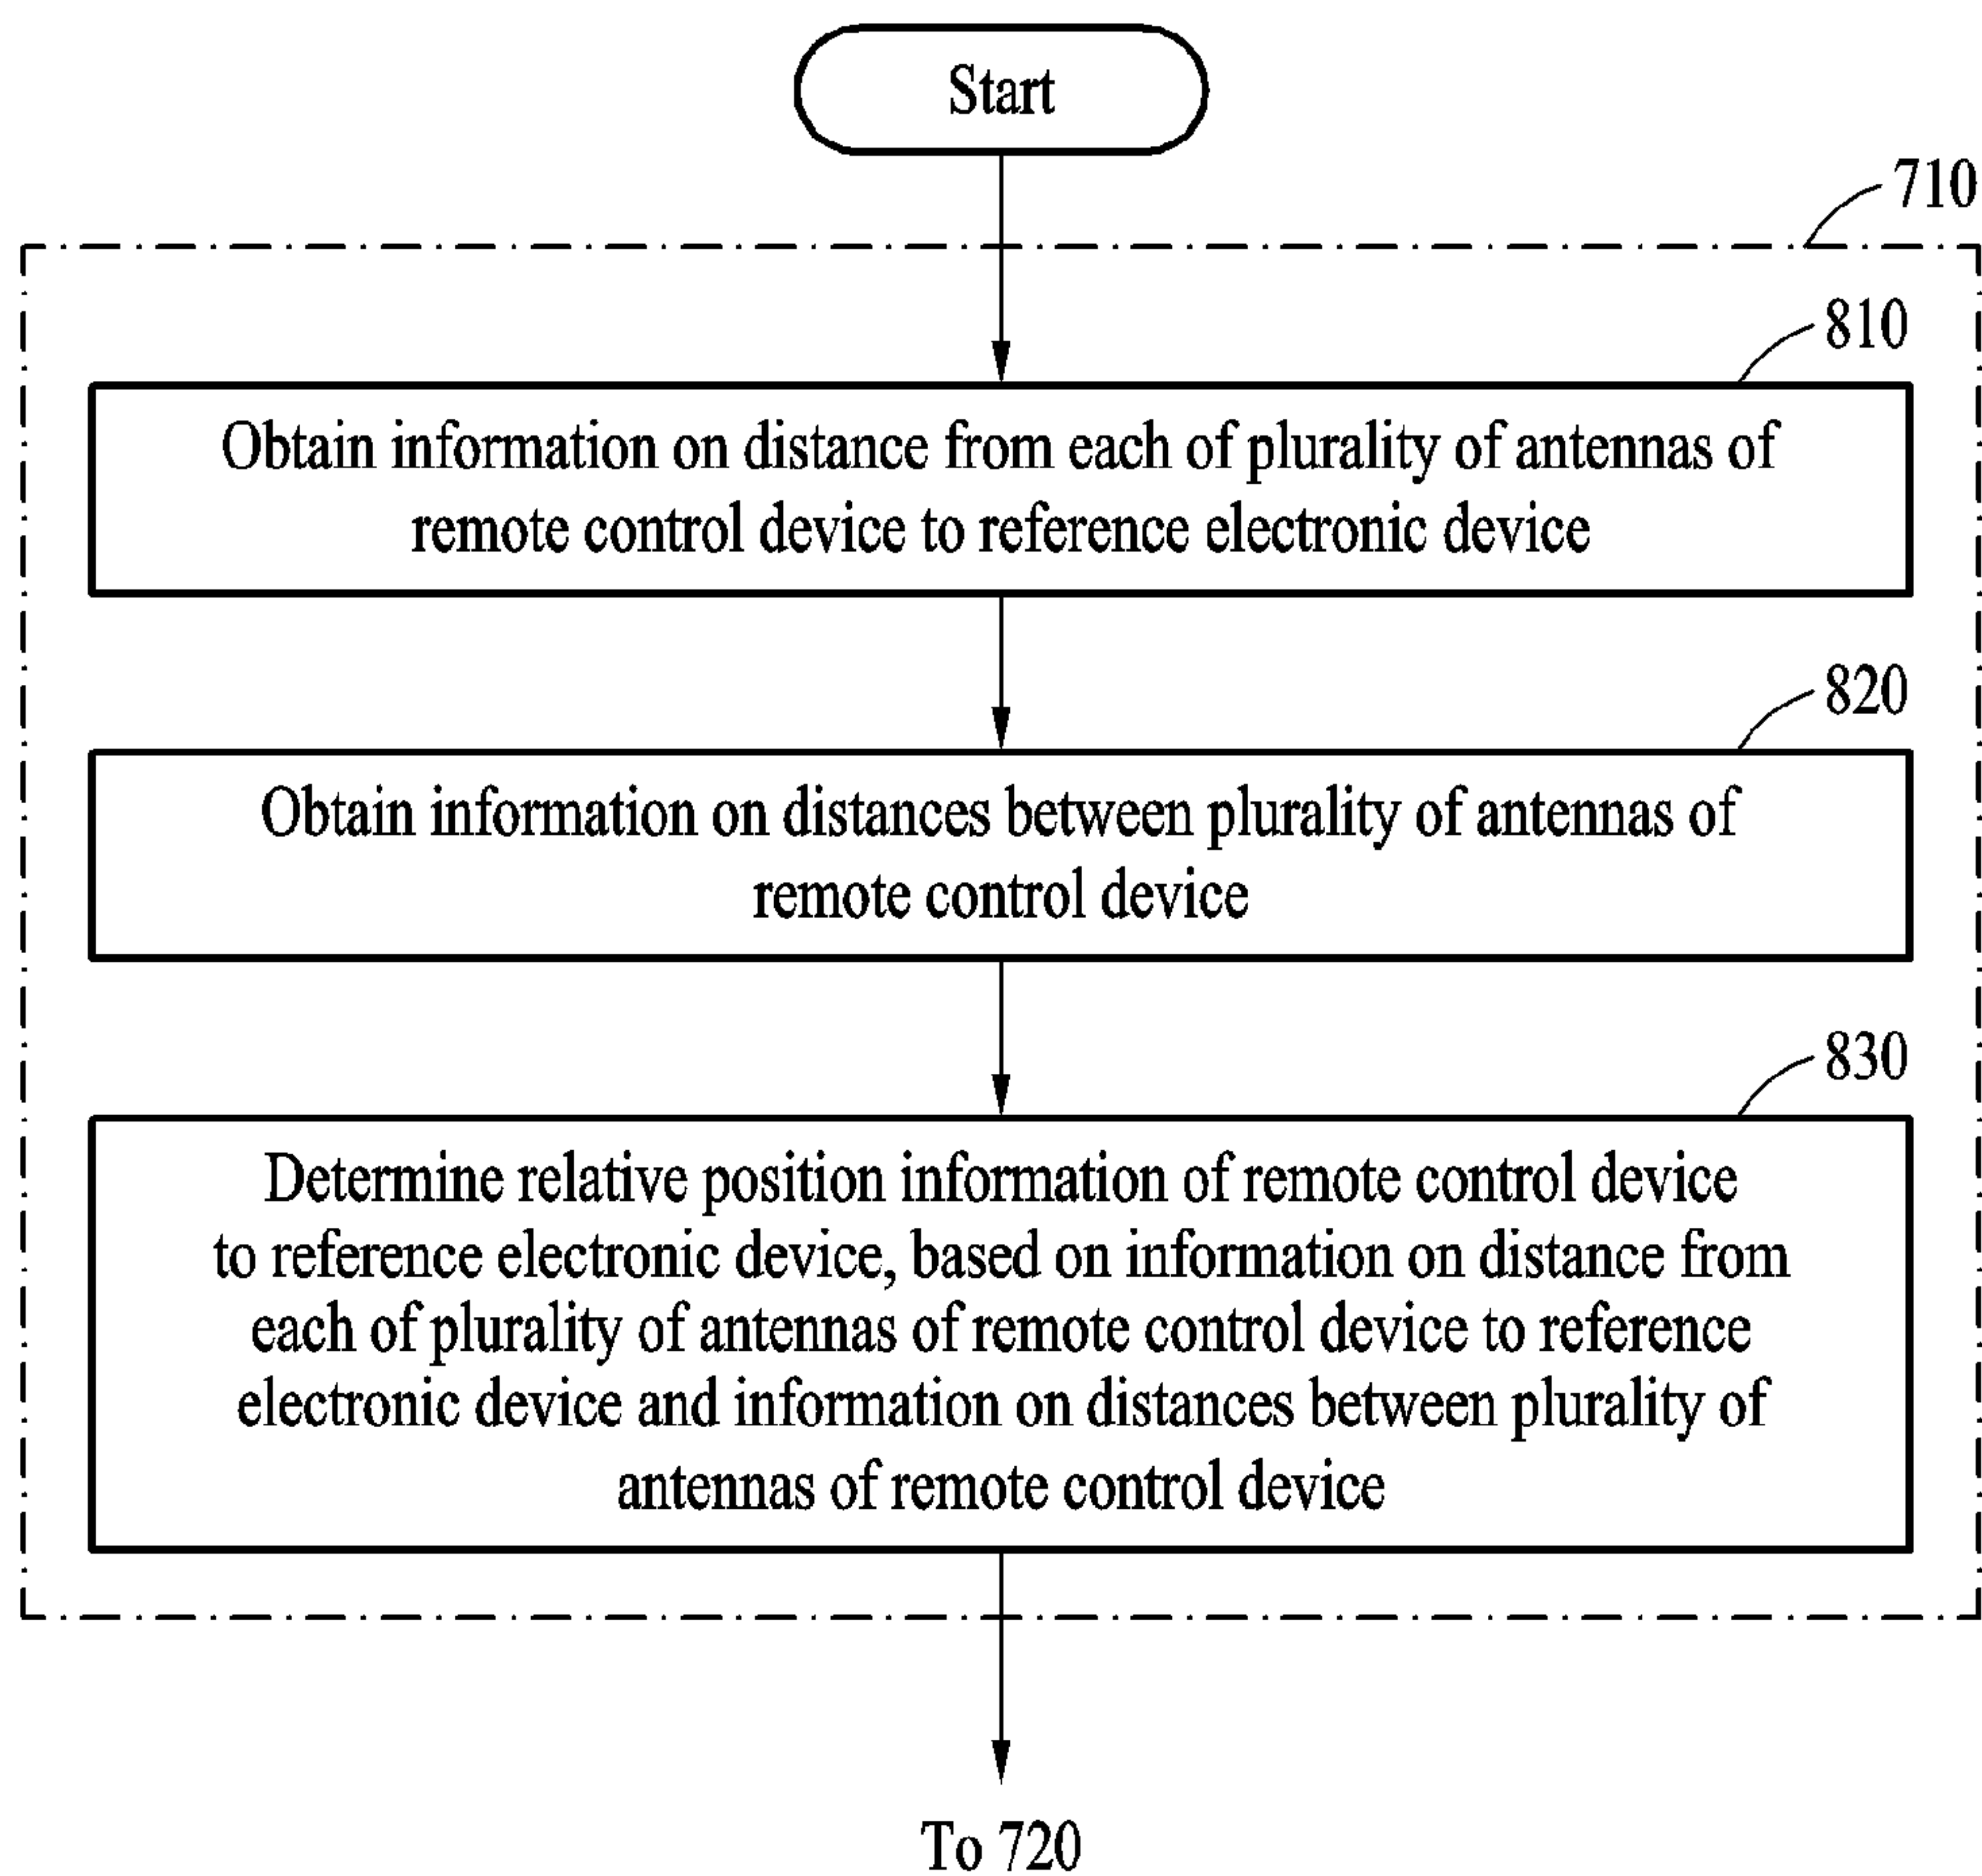 Start
710
810
Obtain information on distance from each of plurality of antennas of
remote control device to reference electronic device
820
Obtain information on distances between plurality of antennas of
remote control device
830
Determine relative position information of remote control device
to reference electronic device, based on information on distance from
each of plurality of antennas of remote control device to reference
electronic device and information on distances between plurality of
antennas of remote control device
To 720